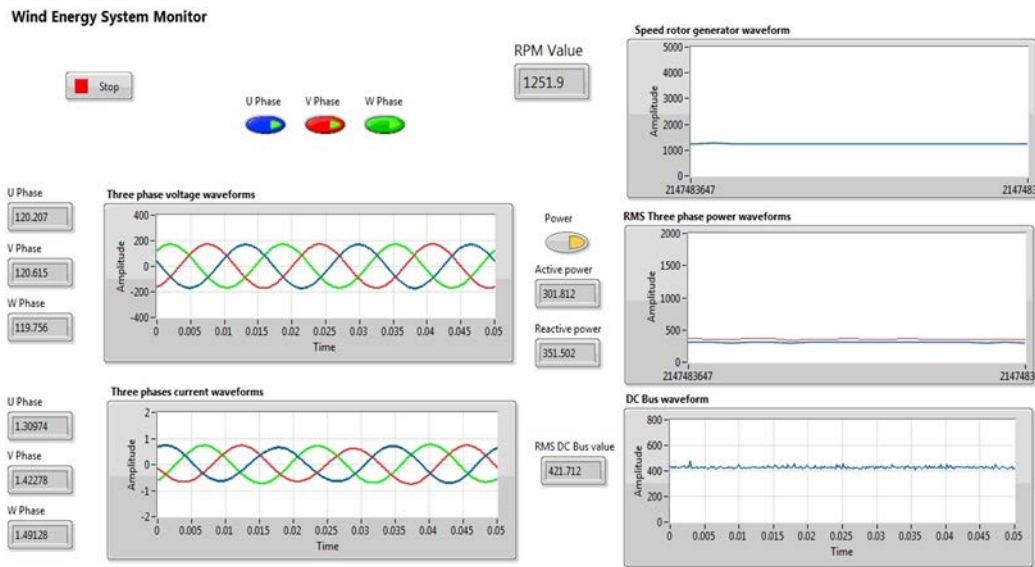 Wind Energy System Monitor
Stop
U Phase V Phase W Phase
RPM Value
1251.9
Speed rotor generator waveform
Amplitude
5000
4000
3000
2000
1000
0
2147483647 2147483
U Phase
120.207
V Phase
120.615
W Phase
119.756
Three phase voltage waveforms
Amplitude
400
200
0
-200
-400
0 0.005 0.01 0.015 0.02 0.025 0.03 0.035 0.04 0.045 0.05
Time
Power
Active power
301.812
Reactive power
351.502
RMS Three phase power waveforms
Amplitude
2000
1500
1000
500
0
2147483647 2147483
U Phase
1.30974
V Phase
1.42278
W Phase
1.49128
Three phases current waveforms
Amplitude
2
1
0
-1
-2
0 0.005 0.01 0.015 0.02 0.025 0.03 0.035 0.04 0.045 0.05
Time
RMS DC Bus value
421.712
DC Bus waveform
Amplitude
800
600
400
200
0
0 0.005 0.01 0.015 0.02 0.025 0.03 0.035 0.04 0.045 0.05
Time